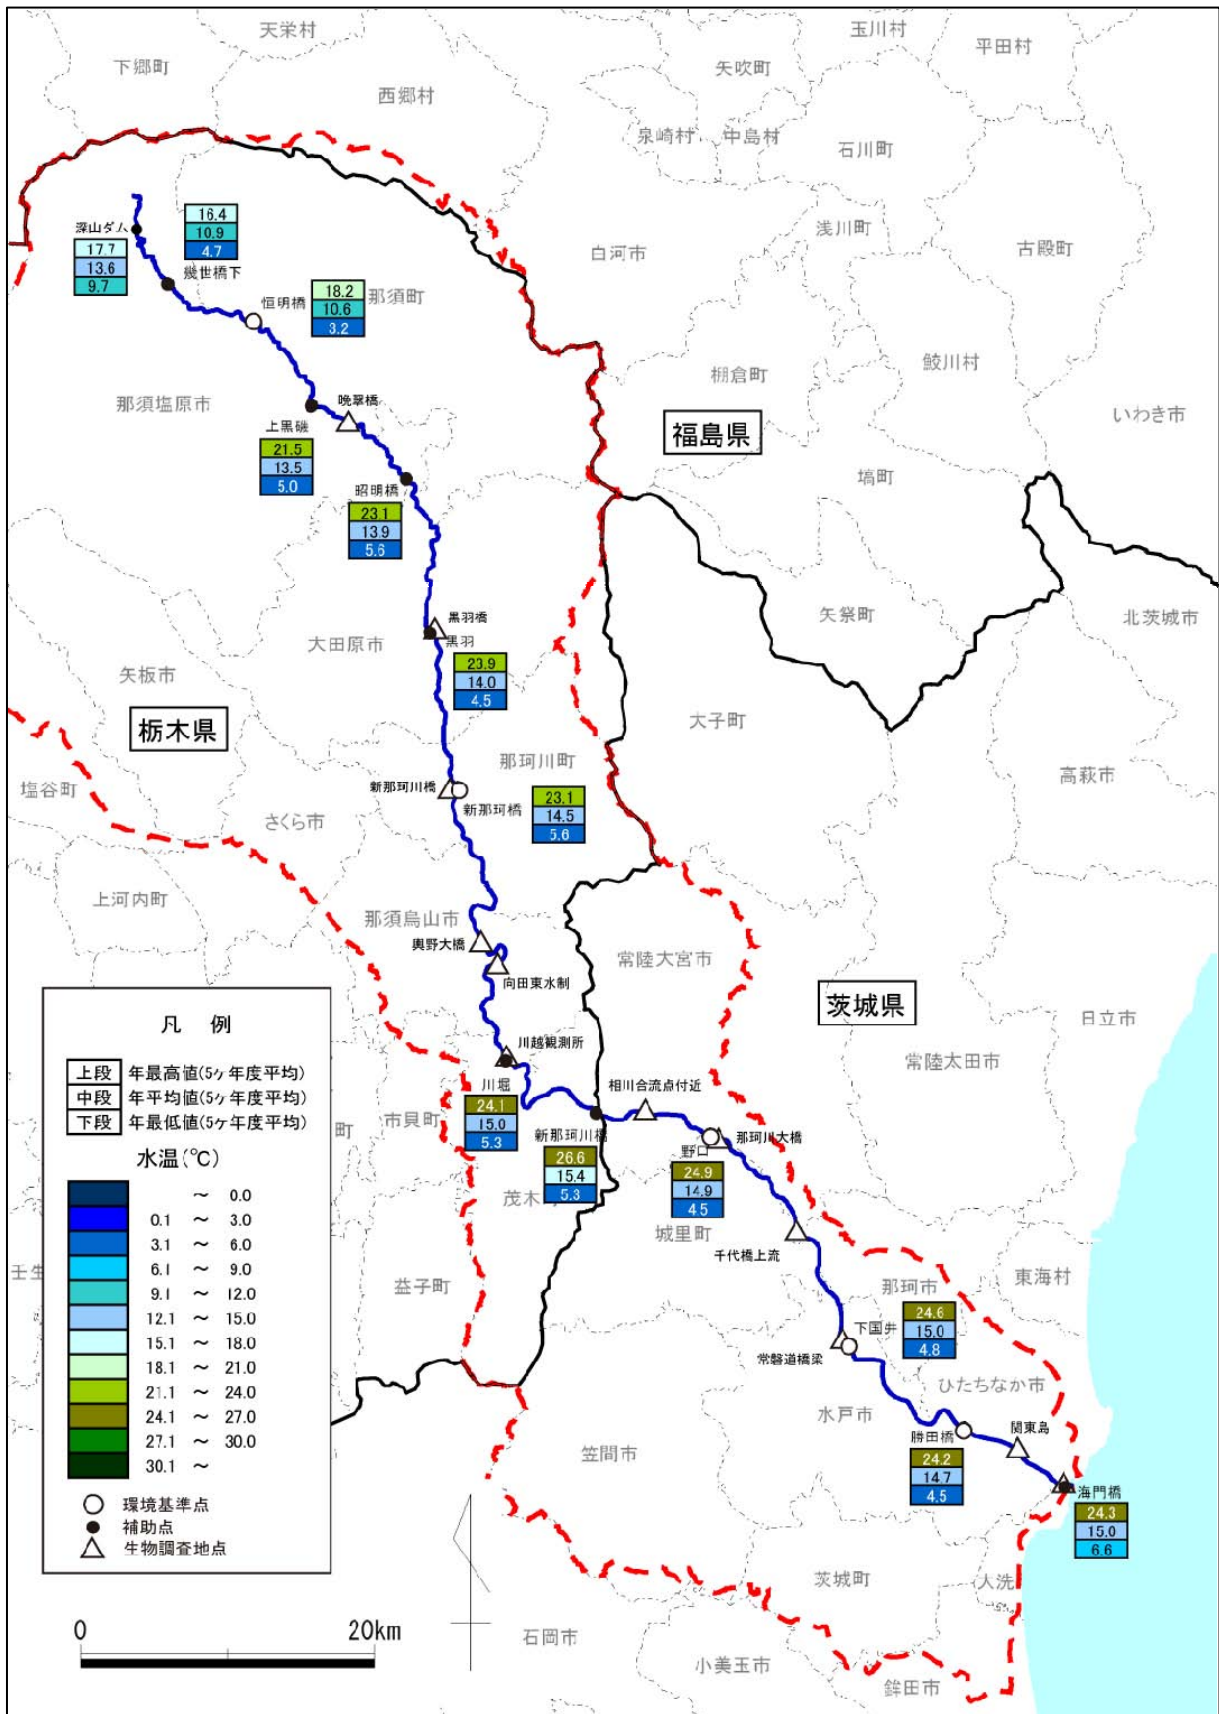 天栄村
玉川村
平田村
下郷町
矢吹町
西郷村
泉崎村
中島村
石川町
深山ダム
16.4
10.9
4.7
17.7
13.6
9.7
幾世橋下
白河市
浅川町
古殿町
恒明橋
18.2
10.6
3.2
那須町
棚倉町
鮫川村
那須塩原市
晩翠橋
いわき市
上黒磯
21.5
13.5
5.0
福島県
塙町
昭明橋
23.1
13.9
5.6
黒羽橋
黒羽
大田原市
23.9
14.0
4.5
矢祭町
北茨城市
矢板市
栃木県
大子町
那珂川町
高萩市
塩谷町
新那珂川橋
新那珂橋
23.1
14.5
5.6
さくら市
上河内町
那須烏山市
興野大橋
向田東水制
常陸大宮市
茨城県
日立市
常陸太田市
川越観測所
川堀
24.1
15.0
5.3
相川合流点付近
市貝町
町
新那珂川橋
26.6
15.4
5.3
野口
那珂川大橋
24.9
14.9
4.5
茂木
城里町
千代橋上流
東海村
那珂市
益子町
壬生
24.6
15.0
4.8
下国井
常磐道橋梁
ひたちなか市
水戸市
勝田橋
24.2
14.7
4.5
関東島
笠間市
海門橋
24.3
15.0
6.6
茨城町
大洗
石岡市
小美玉市
鉾田市
凡 例
上段 年最高値(5ヶ年度平均)
中段 年平均値(5ヶ年度平均)
下段 年最低値(5ヶ年度平均)
水温(℃)
～ 0.0
0.1 ～ 3.0
3.1 ～ 6.0
6.1 ～ 9.0
9.1 ～ 12.0
12.1 ～ 15.0
15.1 ～ 18.0
18.1 ～ 21.0
21.1 ～ 24.0
24.1 ～ 27.0
27.1 ～ 30.0
30.1 ～
環境基準点
補助点
生物調査地点
0 20km